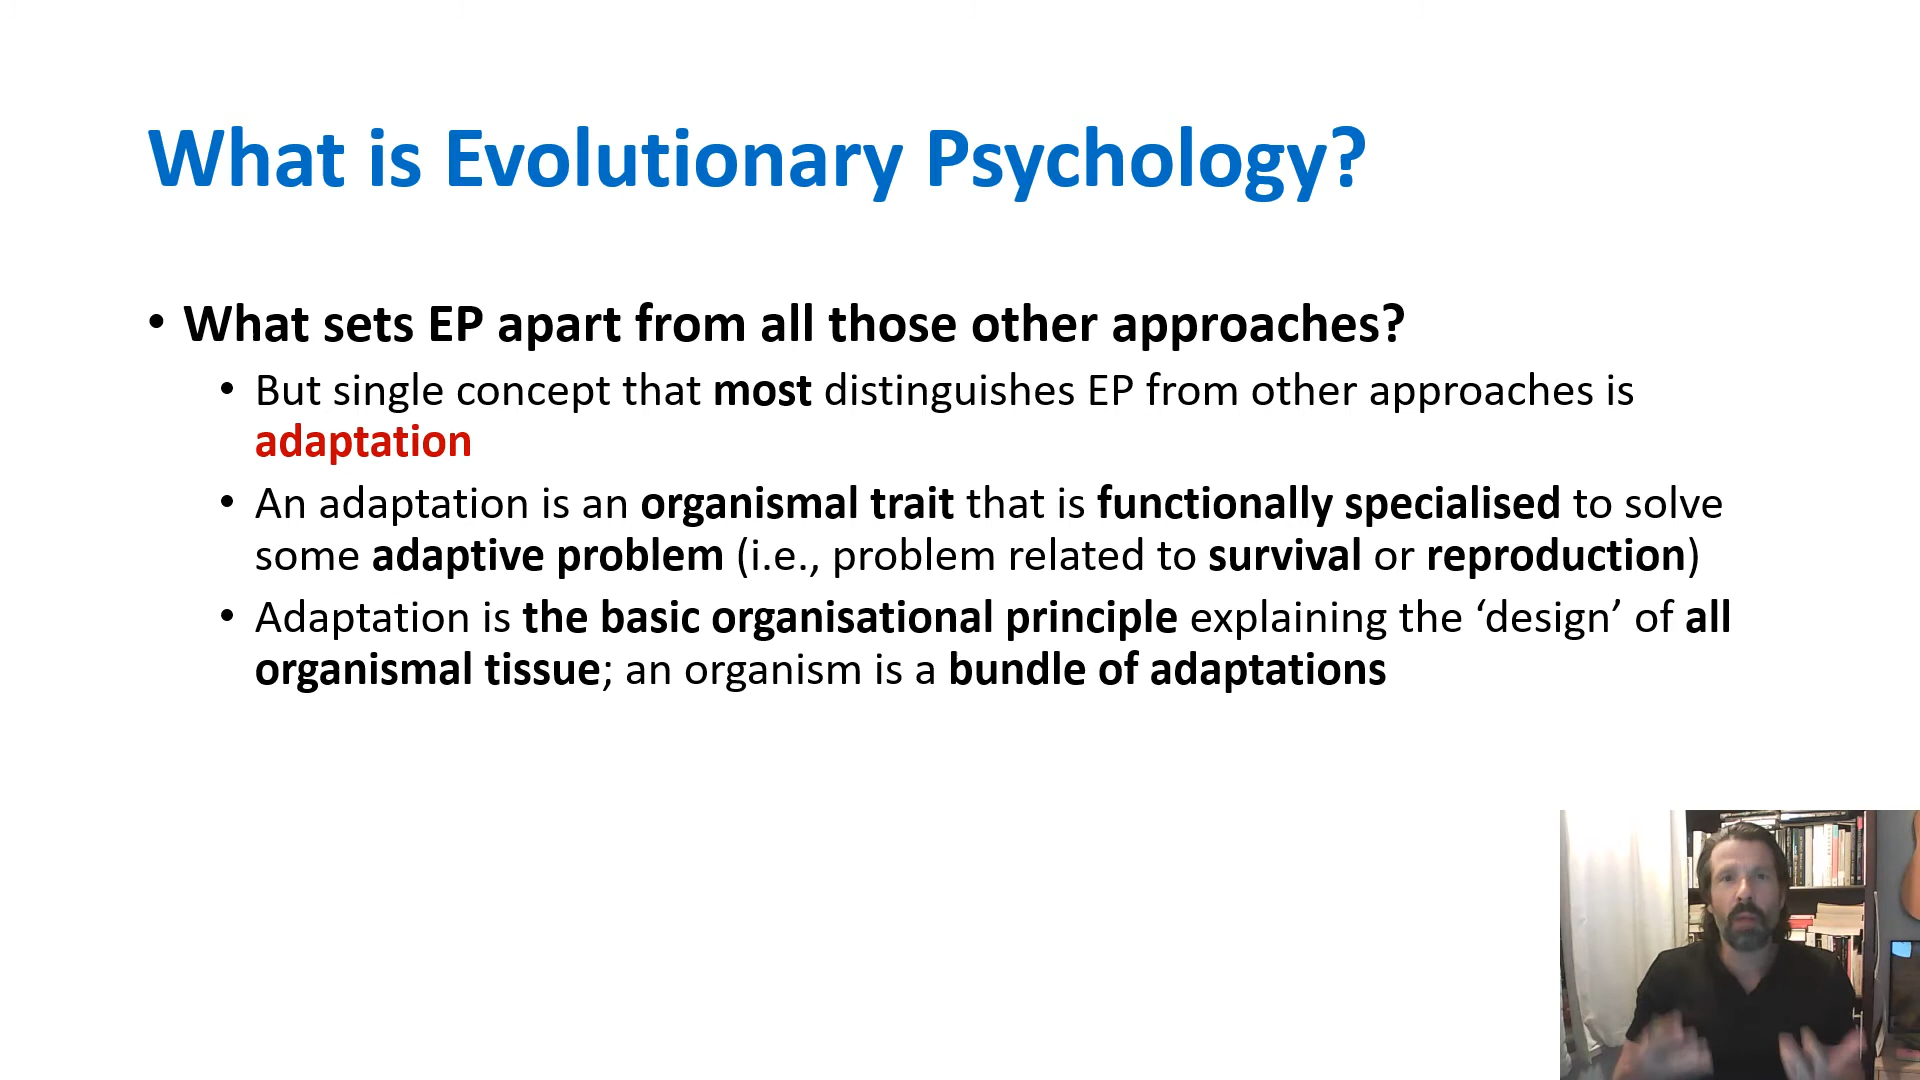 What is Evolutionary Psychology?
• What sets EP apart from all those other approaches?
• But single concept that most distinguishes EP from other approaches is
adaptation
• An adaptation is an organismal trait that is functionally specialised to solve
some adaptive problem (i.e., problem related to survival or reproduction)
• Adaptation is the basic organisational principle explaining the ‘design’ of all
organismal tissue; an organism is a bundle of adaptations